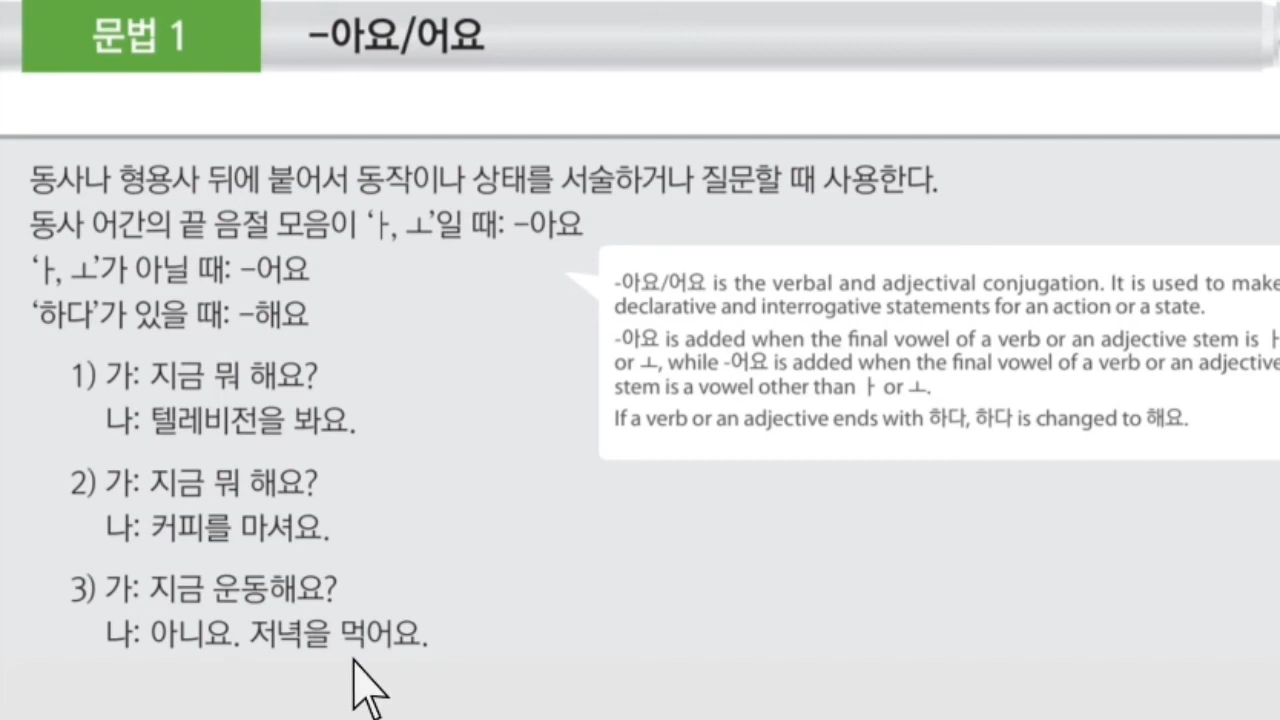 문법 1
-아요/어요
동사나 형용사 뒤에 붙어서 동작이나 상태를 서술하거나 질문할 때 사용한다.
동사 어간의 끝 음절 모음이 ‘ㅏ, ㅗ’일 때: -아요
‘ㅏ, ㅗ’가 아닐 때: -어요
‘하다’가 있을 때: -해요
-아요/어요 is the verbal and adjectival conjugation. It is used to make
declarative and interrogative statements for an action or a state.
-아요 is added when the final vowel of a verb or an adjective stem is ㅏ
or ㅗ, while -어요 is added when the final vowel of a verb or an adjective
stem is a vowel other than ㅏ or ㅗ.
If a verb or an adjective ends with 하다, 하다 is changed to 해요.
1) 가: 지금 뭐 해요?
나: 텔레비전을 봐요.
2) 가: 지금 뭐 해요?
나: 커피를 마셔요.
3) 가: 지금 운동해요?
나: 아니요. 저녁을 먹어요.